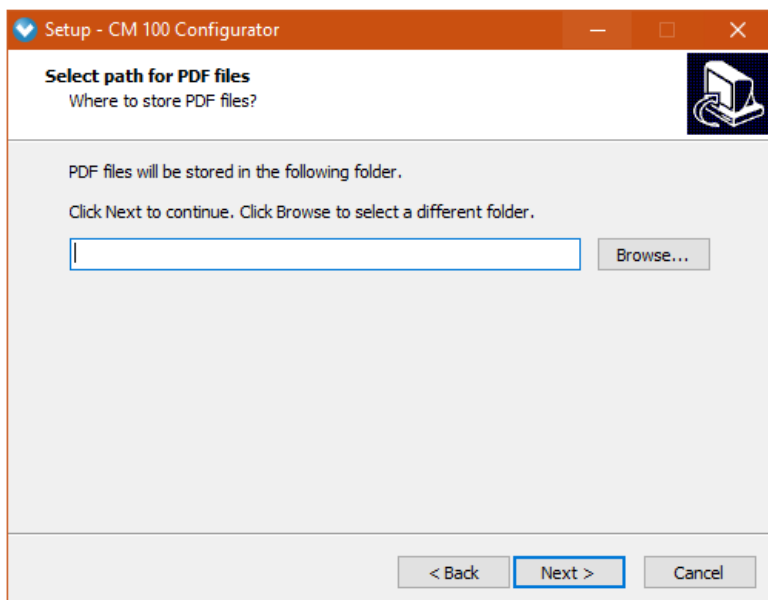 Setup - CM 100 Configurator
Select path for PDF files
Where to store PDF files?
PDF files will be stored in the following folder.
Click Next to continue. Click Browse to select a different folder.
Browse...
< Back
Next >
Cancel